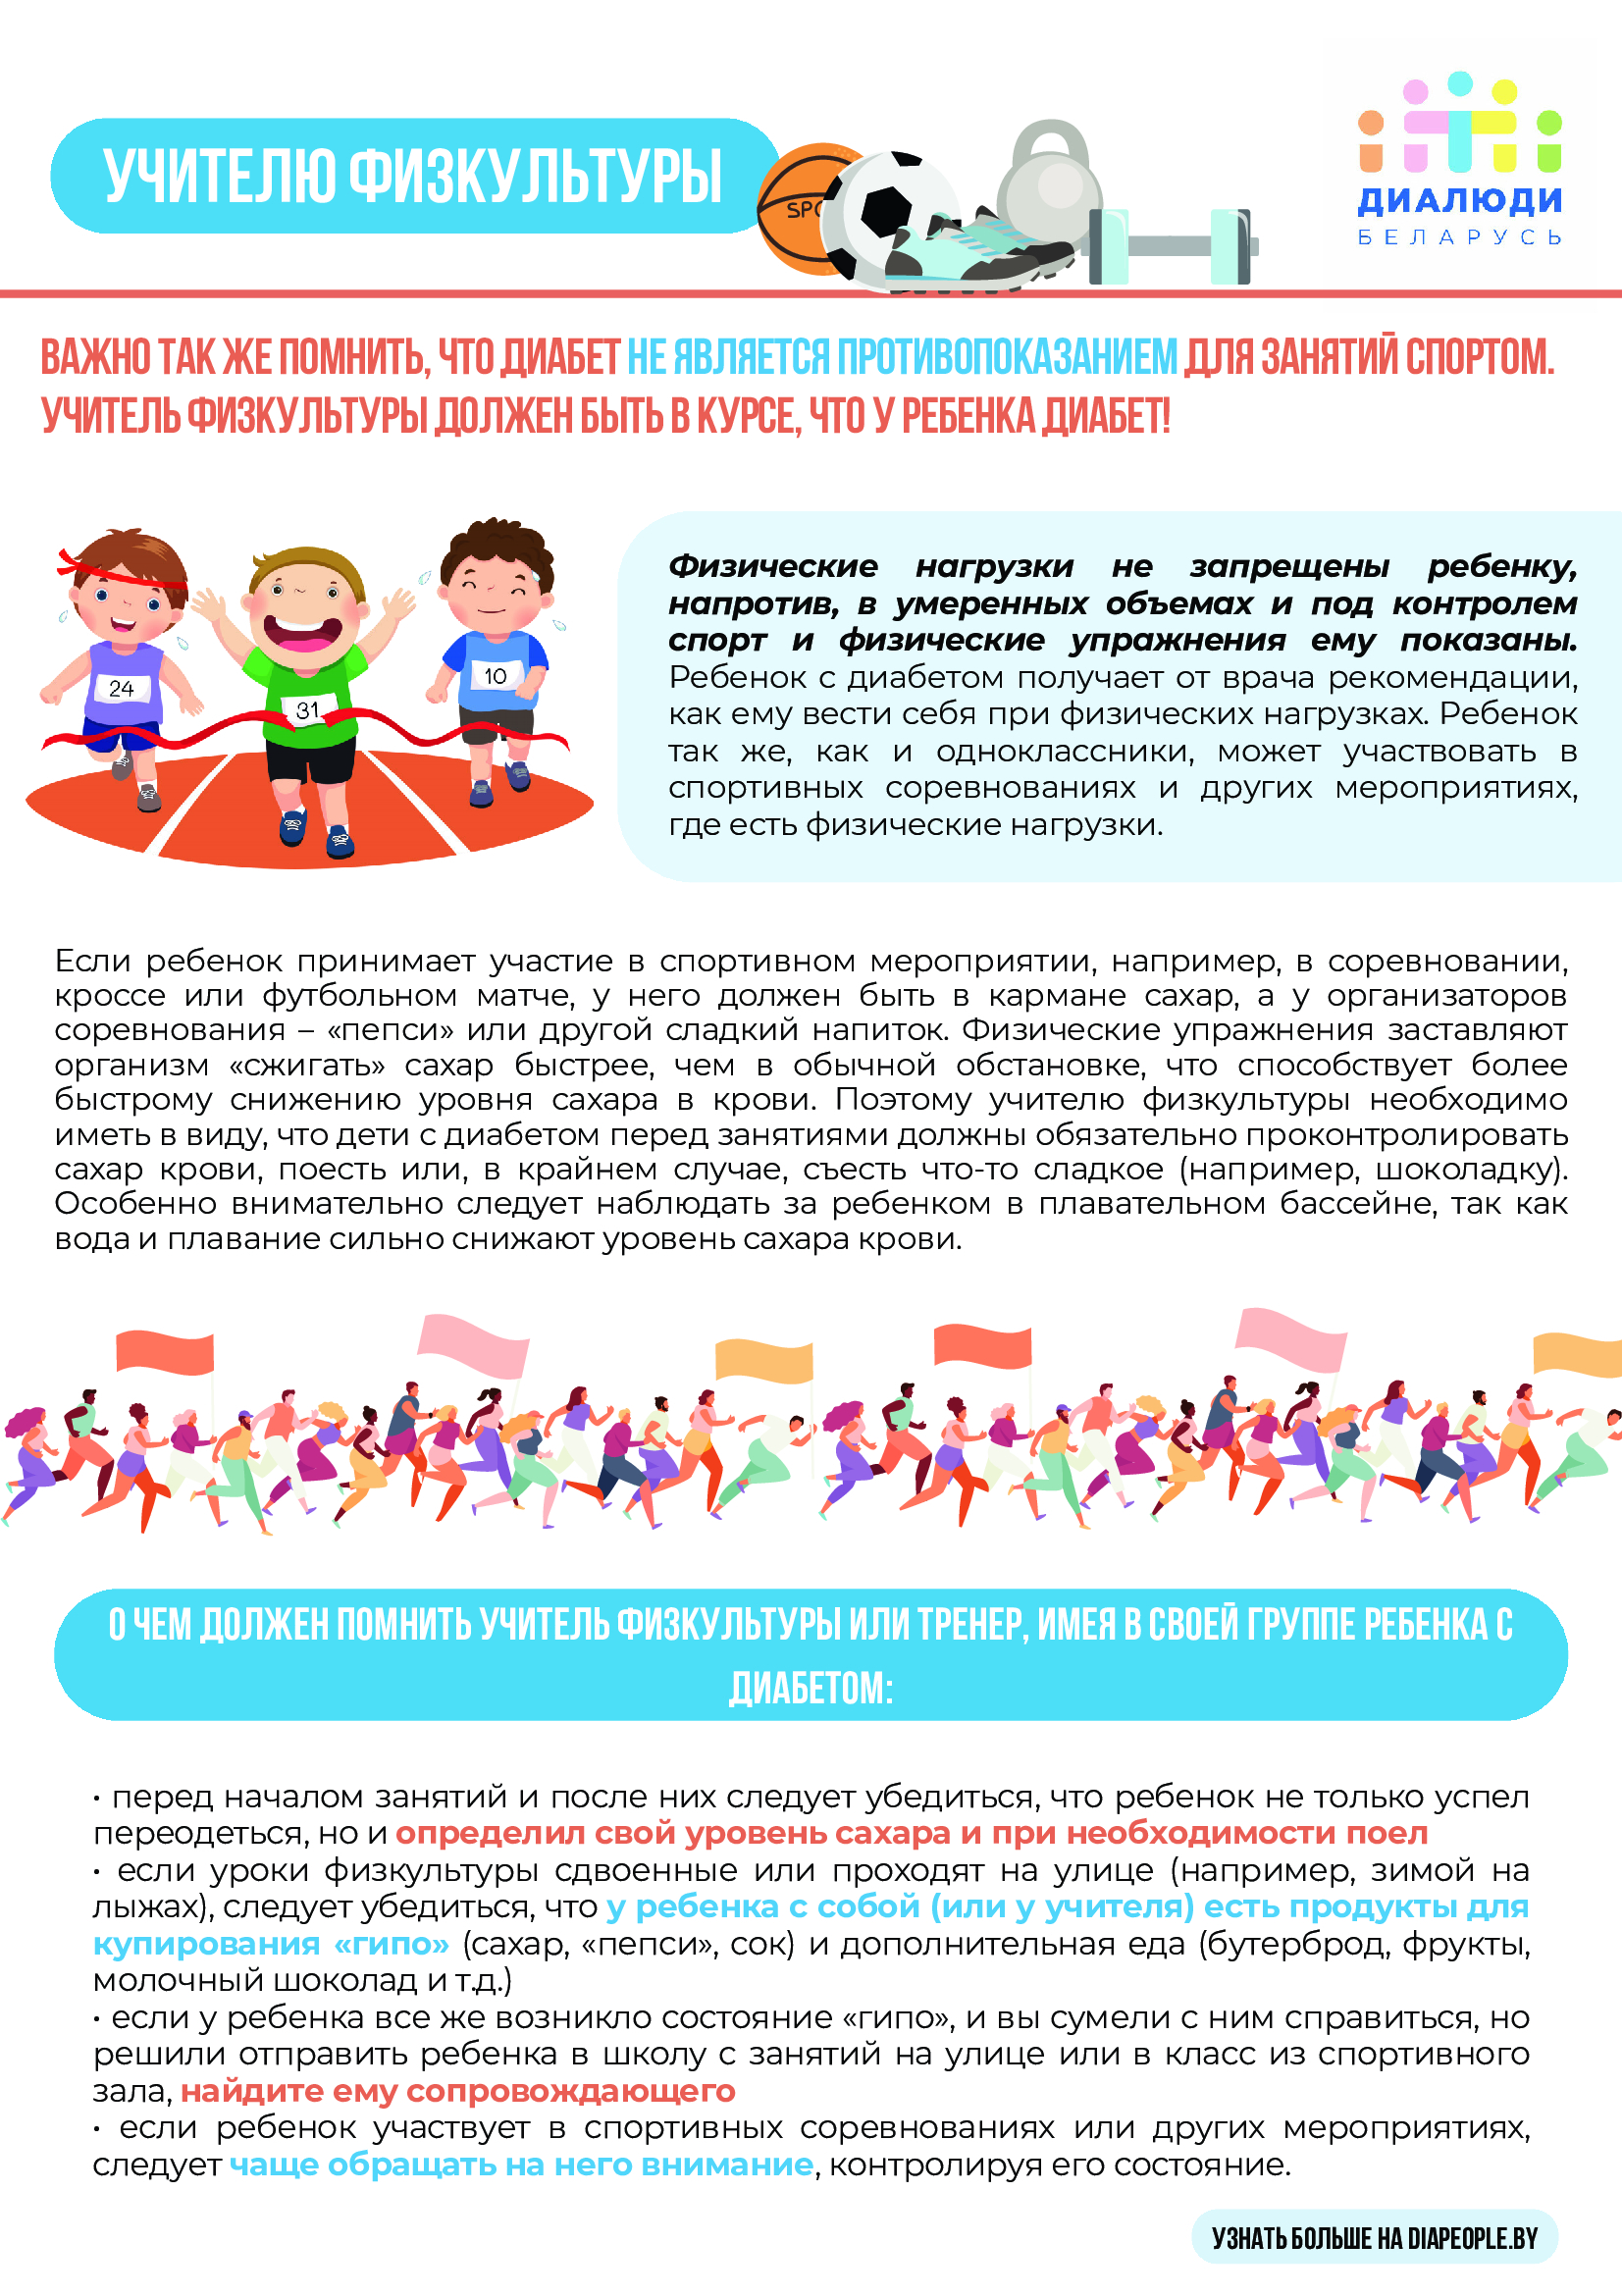 УЧИТЕЛЮ ФИЗКУЛЬТУРЫ
ДИАЛЮДИ
БЕЛАРУСЬ
ВАЖНО ТАК ЖЕ ПОМНИТЬ, ЧТО ДИАБЕТ НЕ ЯВЛЯЕТСЯ ПРОТИВОПОКАЗАНИЕМ ДЛЯ ЗАНЯТИЙ СПОРТОМ.
УЧИТЕЛЬ ФИЗКУЛЬТУРЫ ДОЛЖЕН БЫТЬ В КУРСЕ, ЧТО У РЕБЕНКА ДИАБЕТ!
24
31
10
Физические нагрузки не запрещены ребенку,
напротив, в умеренных объемах и под контролем
спорт и физические упражнения ему показаны.
Ребенок с диабетом получает от врача рекомендации,
как ему вести себя при физических нагрузках. Ребенок
так же, как и одноклассники, может участвовать в
спортивных соревнованиях и других мероприятиях,
где есть физические нагрузки.
Если ребенок принимает участие в спортивном мероприятии, например, в соревновании,
кроссе или футбольном матче, у него должен быть в кармане сахар, а у организаторов
соревнования – «пепси» или другой сладкий напиток. Физические упражнения заставляют
организм «сжигать» сахар быстрее, чем в обычной обстановке, что способствует более
быстрому снижению уровня сахара в крови. Поэтому учителю физкультуры необходимо
иметь в виду, что дети с диабетом перед занятиями должны обязательно проконтролировать
сахар крови, поесть или, в крайнем случае, съесть что-то сладкое (например, шоколадку).
Особенно внимательно следует наблюдать за ребенком в плавательном бассейне, так как
вода и плавание сильно снижают уровень сахара крови.
О ЧЕМ ДОЛЖЕН ПОМНИТЬ УЧИТЕЛЬ ФИЗКУЛЬТУРЫ ИЛИ ТРЕНЕР, ИМЕЯ В СВОЕЙ ГРУППЕ РЕБЕНКА С
ДИАБЕТОМ:
• перед началом занятий и после них следует убедиться, что ребенок не только успел
переодеться, но и определил свой уровень сахара и при необходимости поел
• если уроки физкультуры сдвоенные или проходят на улице (например, зимой на
лыжах), следует убедиться, что у ребенка с собой (или у учителя) есть продукты для
купирования «гипо» (сахар, «пепси», сок) и дополнительная еда (бутерброд, фрукты,
молочный шоколад и т.д.)
• если у ребенка все же возникло состояние «гипо», и вы сумели с ним справиться, но
решили отправить ребенка в школу с занятий на улице или в класс из спортивного
зала, найдите ему сопровождающего
• если ребенок участвует в спортивных соревнованиях или других мероприятиях,
следует чаще обращать на него внимание, контролируя его состояние.
УЗНАТЬ БОЛЬШЕ НА DIAPEOPLE.BY